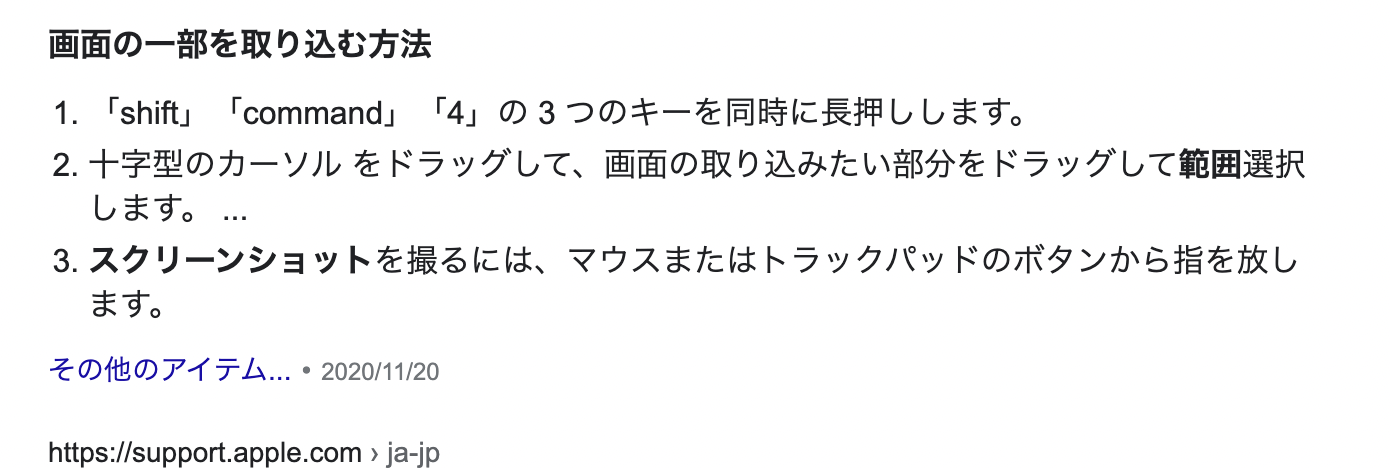 画面の一部を取り込む方法
1. 「shift」 「command」 「4」の 3 つのキーを同時に長押しします。
2. 十字型のカーソル をドラッグして、画面の取り込みたい部分をドラッグして範囲選択
します。 ...
3. スクリーンショットを撮るには、マウスまたはトラックパッドのボタンから指を放し
ます。
その他のアイテム... • 2020/11/20
https://support.apple.com › ja-jp